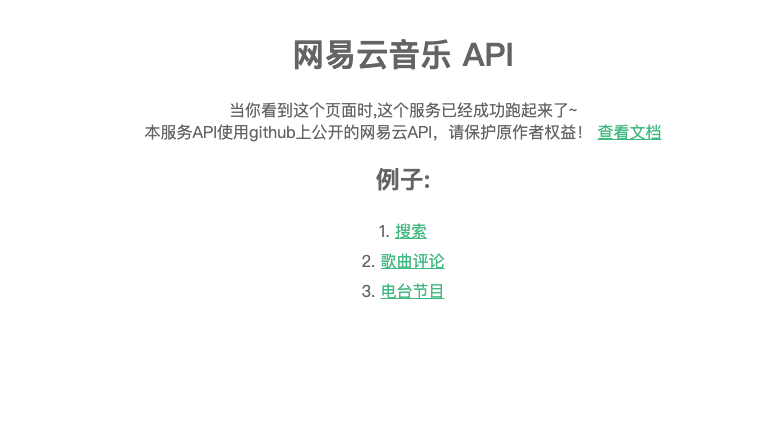 网易云音乐 API
当你看到这个页面时,这个服务已经成功跑起来了~
本服务API使用github上公开的网易云API，请保护原作者权益！ 查看文档
例子:
1. 搜索
2. 歌曲评论
3. 电台节目